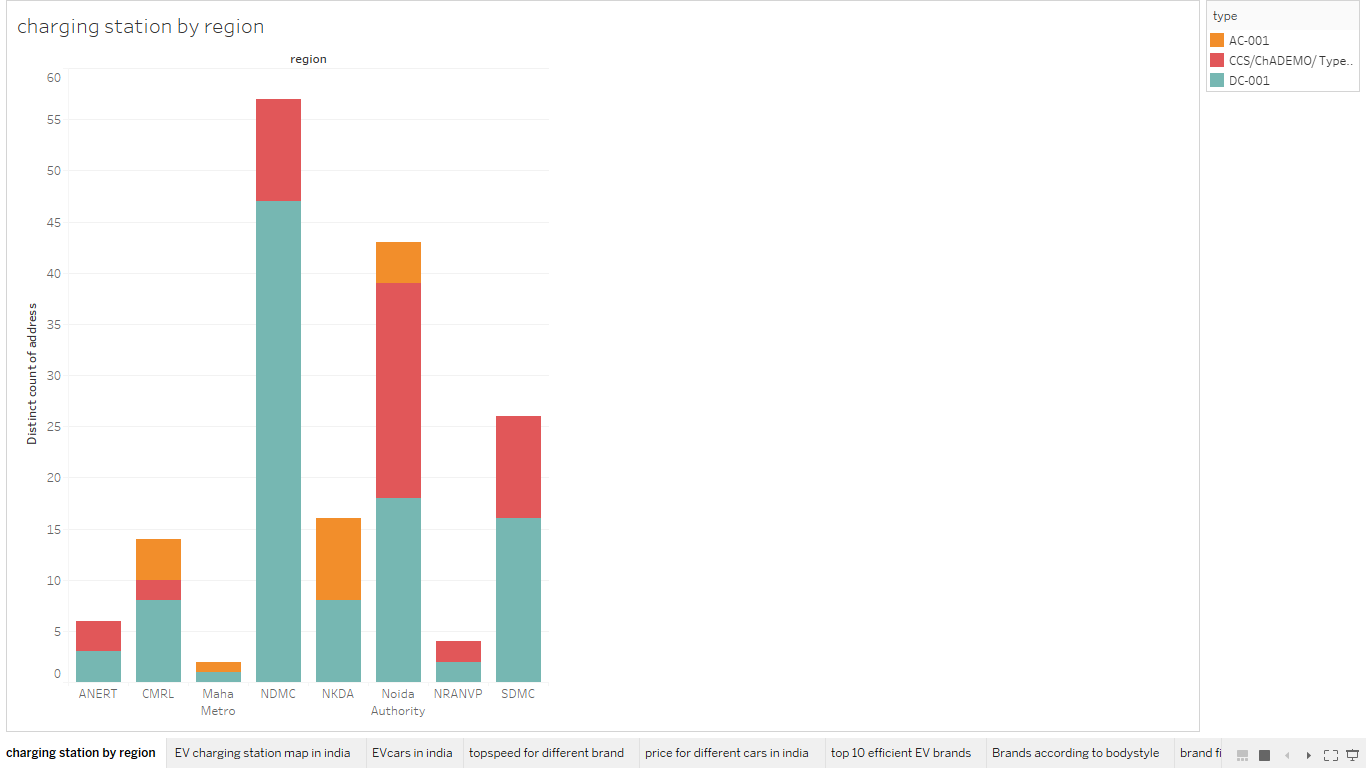 charging station by region
type
AC-001
CCS/ChADEMO/ Type..
DC-001
region
60
55
50
45
40
35
30
25
20
15
10
5
0
Distinct count of address
ANERT CMRL Maha Metro NDMC NKDA Noida Authority NRANVP SDMC
charging station by region EV charging station map in india EVcars in india topspeed for different brand price for different cars in india top 10 efficient EV brands Brands according to bodystyle brand fi